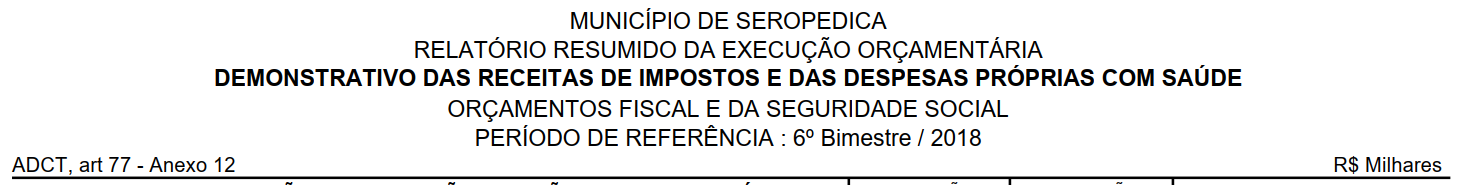 MUNICÍPIO DE SEROPEDICA
RELATÓRIO RESUMIDO DA EXECUÇÃO ORÇAMENTÁRIA
DEMONSTRATIVO DAS RECEITAS DE IMPOSTOS E DAS DESPESAS PRÓPRIAS COM SAÚDE
ORÇAMENTOS FISCAL E DA SEGURIDADE SOCIAL
PERÍODO DE REFERÊNCIA : 6º Bimestre / 2018
ADCT, art 77 - Anexo 12 R$ Milhares